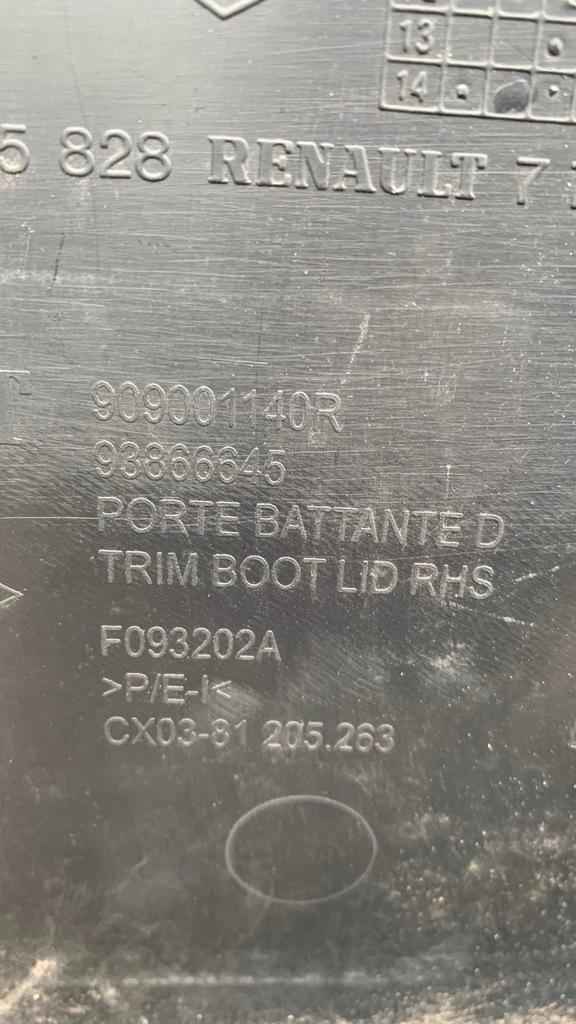 13
14
5 828 RENAULT 7
909001140R
93866645
PORTE BATTANTE D
TRIM BOOT LID RHS
F093202A
>P/E-I<
CX03-81 205.263